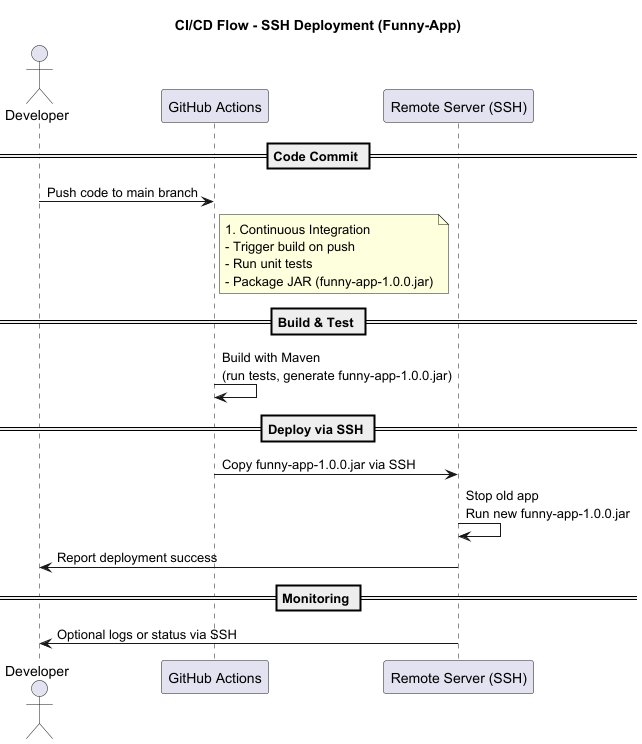 CI/CD Flow - SSH Deployment (Funny-App)
Developer
GitHub Actions
Remote Server (SSH)
Code Commit
Push code to main branch
1. Continuous Integration
- Trigger build on push
- Run unit tests
- Package JAR (funny-app-1.0.0.jar)
Build & Test
Build with Maven
(run tests, generate funny-app-1.0.0.jar)
Deploy via SSH
Copy funny-app-1.0.0.jar via SSH
Stop old app
Run new funny-app-1.0.0.jar
Report deployment success
Monitoring
Optional logs or status via SSH
Developer
GitHub Actions
Remote Server (SSH)